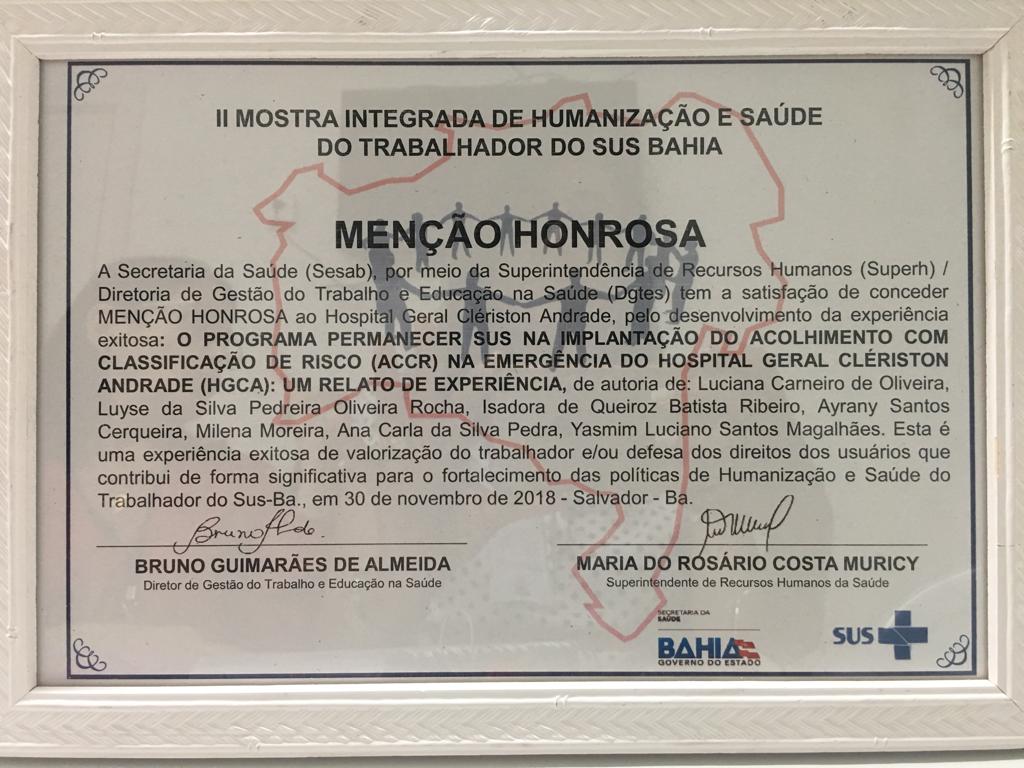 II MOSTRA INTEGRADA DE HUMANIZAÇÃO E SAÚDE
DO TRABALHADOR DO SUS BAHIA
MENÇÃO HONROSA
A Secretaria da Saúde (Sesab), por meio da Superintendência de Recursos Humanos (Superh) /
Diretoria de Gestão do Trabalho e Educação na Saúde (Dgtes) tem a satisfação de conceder
MENÇÃO HONROSA ao Hospital Geral Clériston Andrade, pelo desenvolvimento da experiência
exitosa: O PROGRAMA PERMANECER SUS NA IMPLANTAÇÃO DO ACOLHIMENTO COM
CLASSIFICAÇÃO DE RISCO (ACCR) NA EMERGÊNCIA DO HOSPITAL GERAL CLÉRISTON
ANDRADE (HGCA): UM RELATO DE EXPERIÊNCIA, de autoria de: Luciana Carneiro de Oliveira,
Luyse da Silva Pedreira Oliveira Rocha, Isadora de Queiroz Batista Ribeiro, Ayrany Santos
Cerqueira, Milena Moreira, Ana Carla da Silva Pedra, Yasmim Luciano Santos Magalhães. Esta é
uma experiência exitosa de valorização do trabalhador e/ou defesa dos direitos dos usuários que
contribui de forma significativa para o fortalecimento das políticas de Humanização e Saúde do
Trabalhador do Sus-Ba., em 30 de novembro de 2018 - Salvador - Ba.
BRUNO GUIMARÃES DE ALMEIDA
Diretor de Gestão do Trabalho e Educação na Saúde
MARIA DO ROSÁRIO COSTA MURICY
Superintendente de Recursos Humanos da Saúde
SECRETARIA DA
SAÚDE
BAHIA
GOVERNO DO ESTADO
SUS